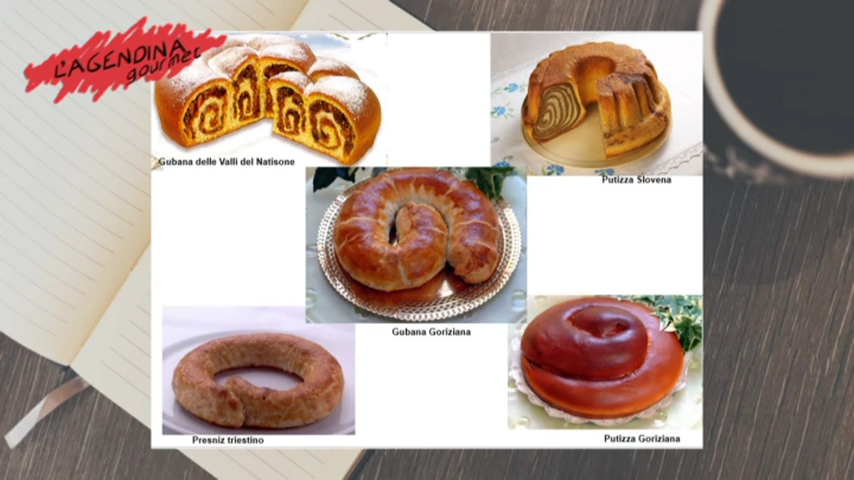 L'AGENDINA
gourmet
Gubana delle Valli del Natisone
Putizza Slovena
Gubana Goriziana
Presniz triestino
Putizza Goriziana